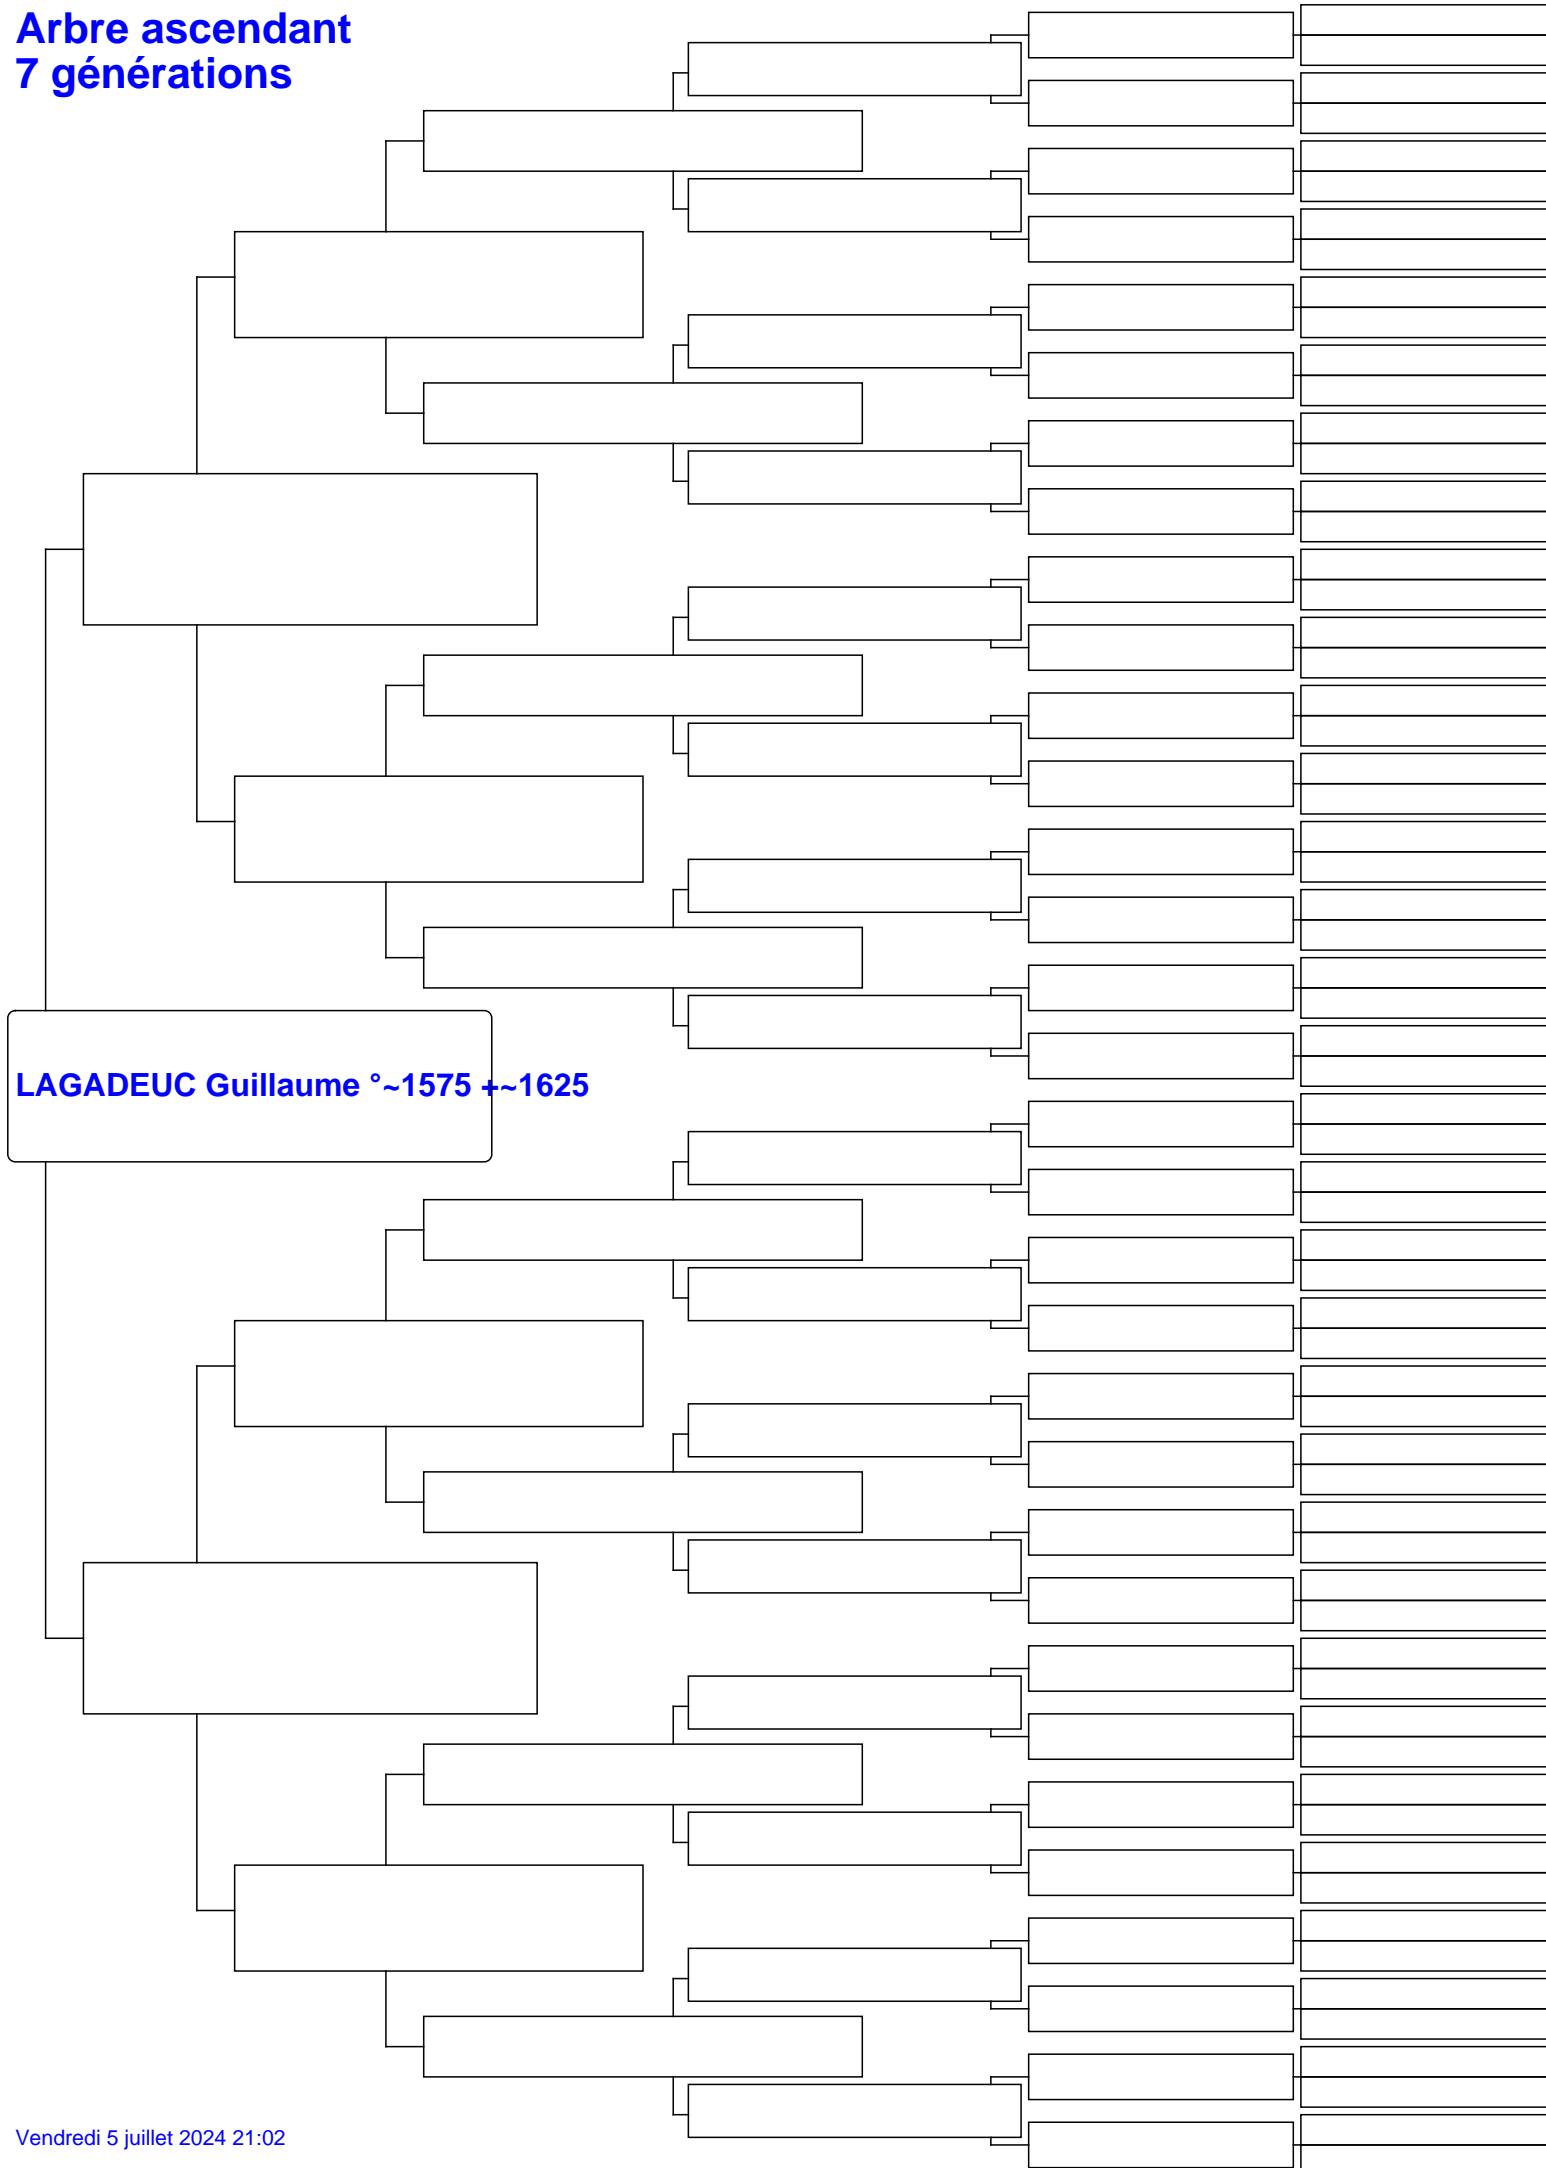 Arbre ascendant
7 générations
LAGADEUC Guillaume °~1575 +~1625
Vendredi 5 juillet 2024 21:02